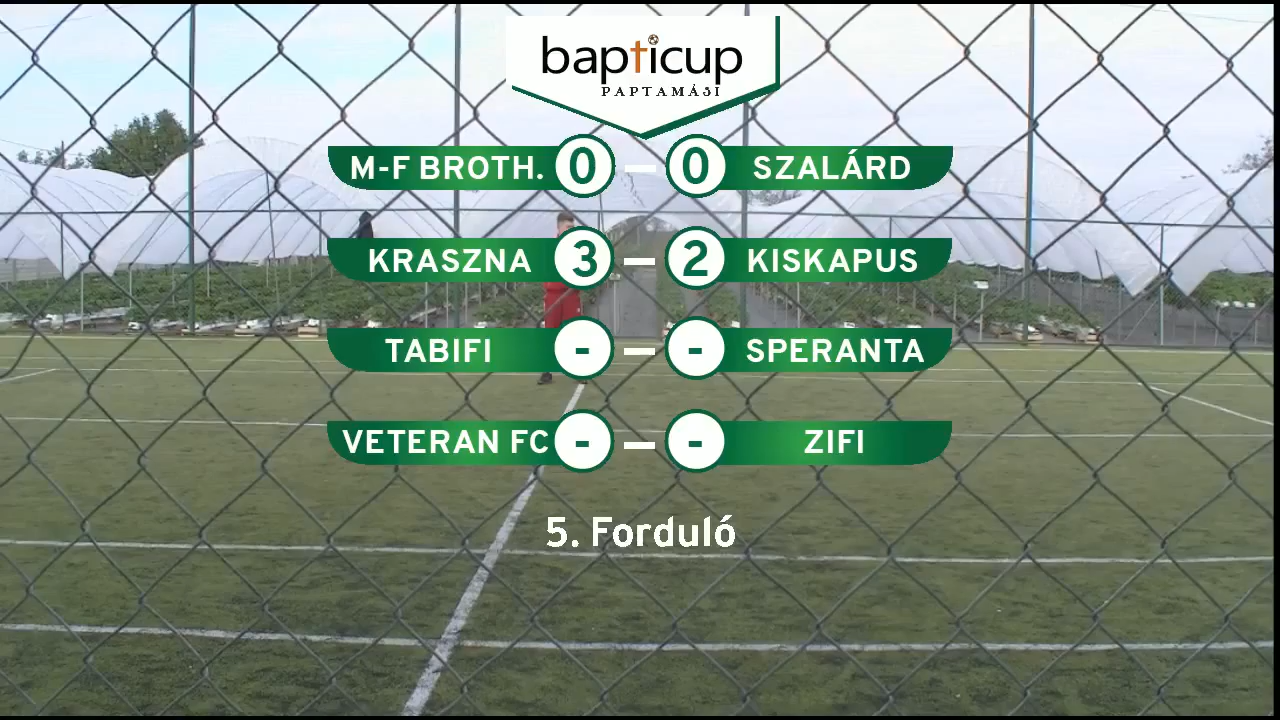 bapticup
PAPTAMÁSI
M-F BROTH. 0 – 0 SZALÁRD
KRASZNA 3 – 2 KISKAPUS
TABIFI - – - SPERANTA
VETERAN FC - – - ZIFI
5. Forduló